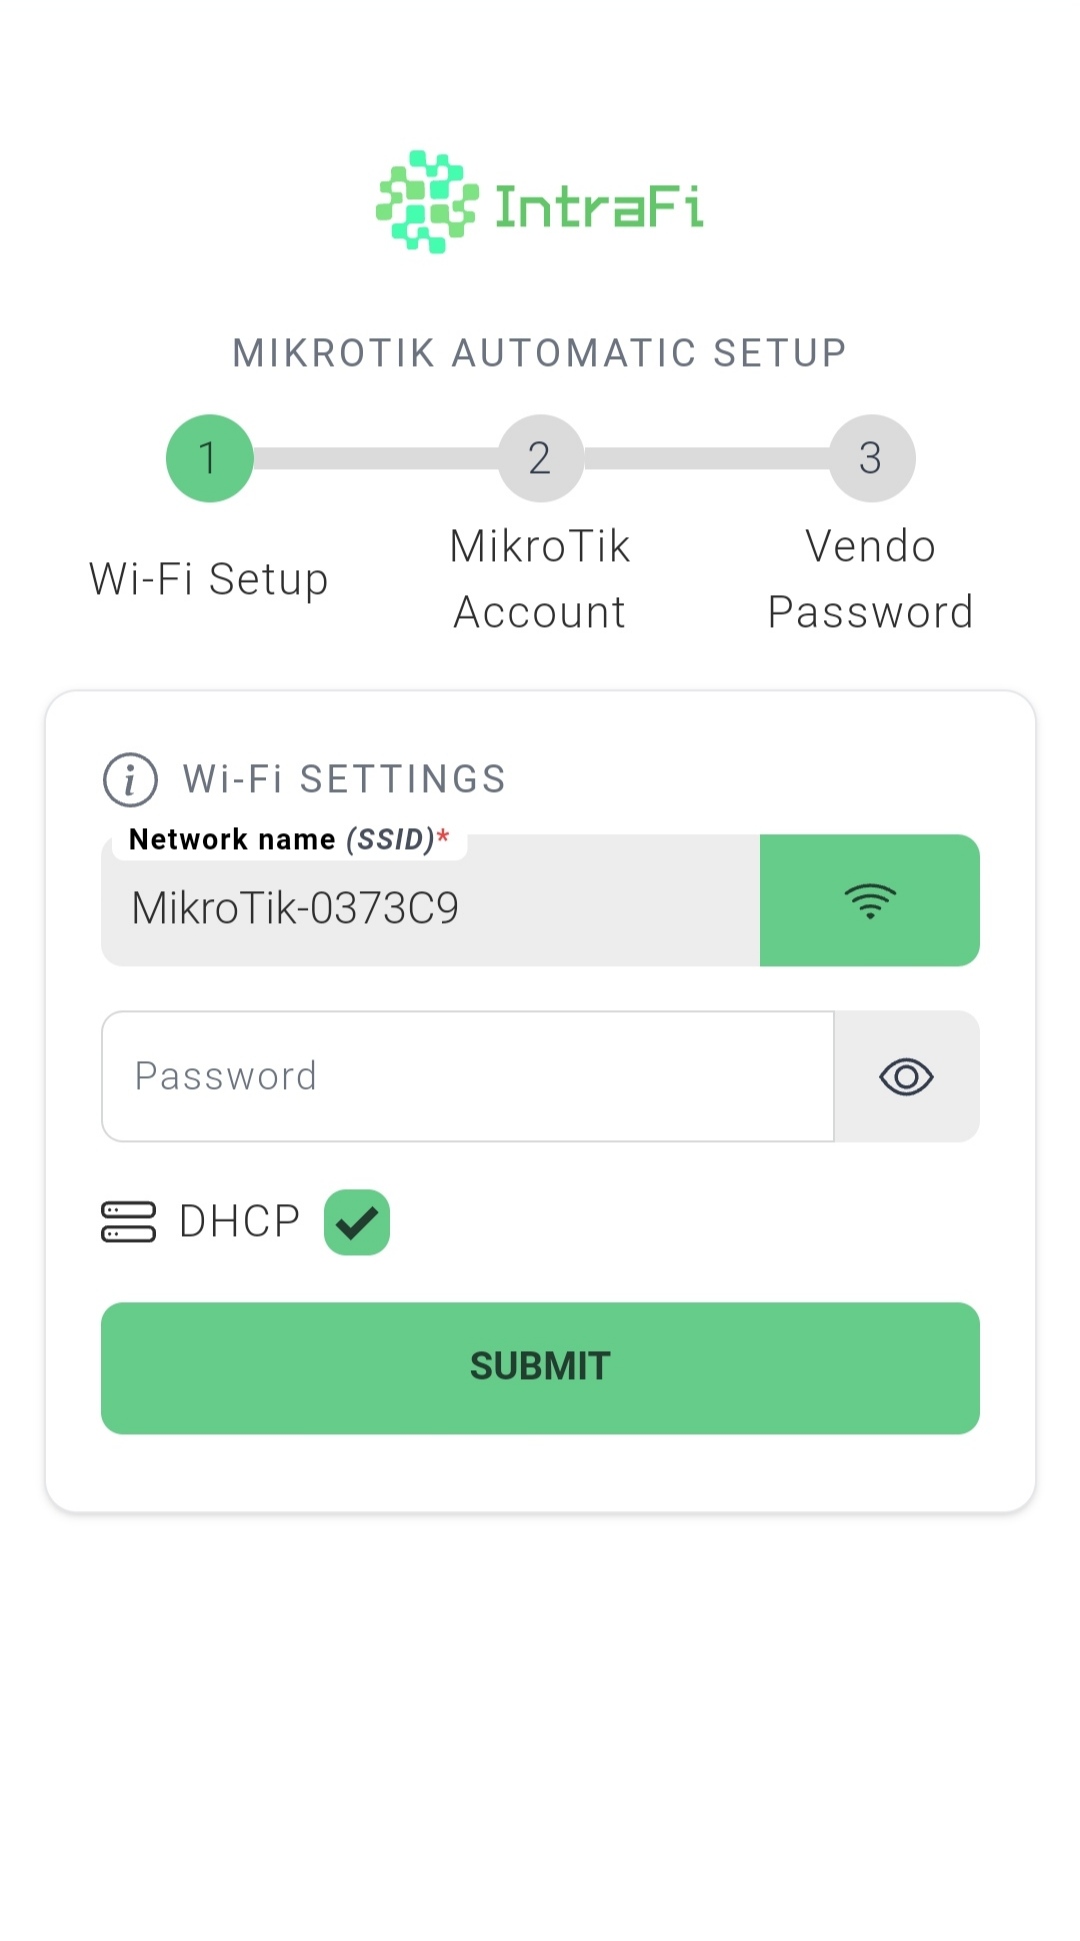 IntraFi
MIKROTIK AUTOMATIC SETUP
1
2
3
Wi-Fi Setup
MikroTik
Account
Vendo
Password
i Wi-Fi SETTINGS
Network name (SSID)*
MikroTik-0373C9
Password
DHCP
SUBMIT